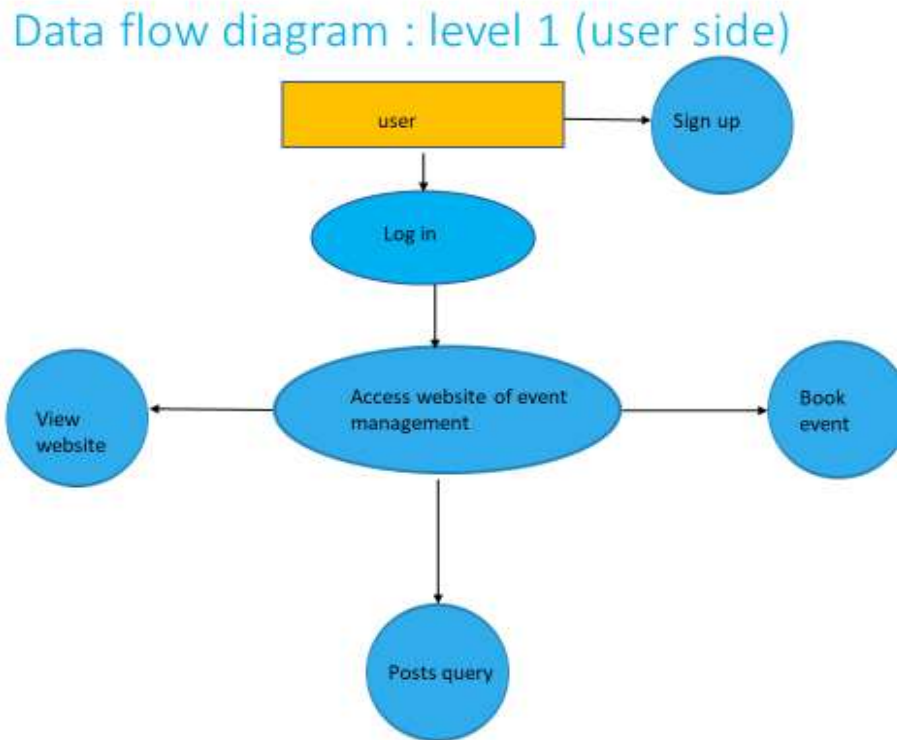 Data flow diagram : level 1 (user side)
user
Sign up
Log in
Access website of event
management
View
website
Book
event
Posts query